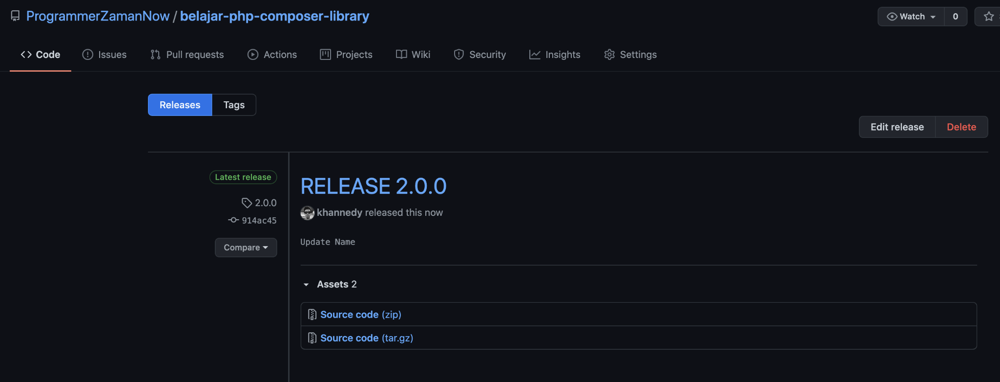 ProgrammerZamanNow / belajar-php-composer-library
Watch 0
Code Issues Pull requests Actions Projects Wiki Security Insights Settings
Releases Tags
Edit release Delete
Latest release
2.0.0
914ac45
Compare
RELEASE 2.0.0
khannedy released this now
Update Name
Assets 2
Source code (zip)
Source code (tar.gz)